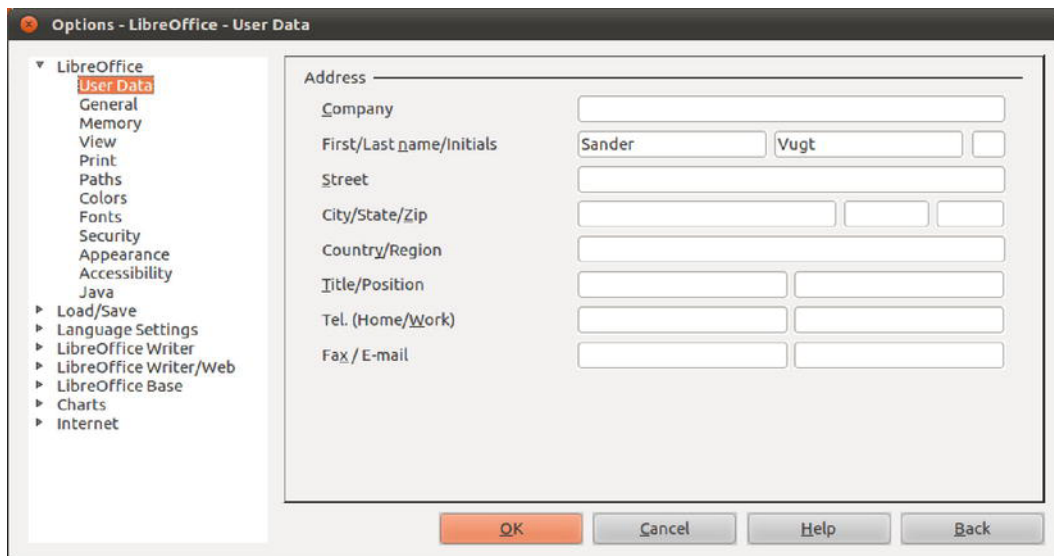 Options - LibreOffice - User Data
LibreOffice
User Data
General
Memory
View
Print
Paths
Colors
Fonts
Security
Appearance
Accessibility
Java
Load/Save
Language Settings
LibreOffice Writer
LibreOffice Writer/Web
LibreOffice Base
Charts
Internet
Address
Company
First/Last name/Initials Sander Vugt
Street
City/State/Zip
Country/Region
Title/Position
Tel. (Home/Work)
Fax / E-mail
OK Cancel Help Back